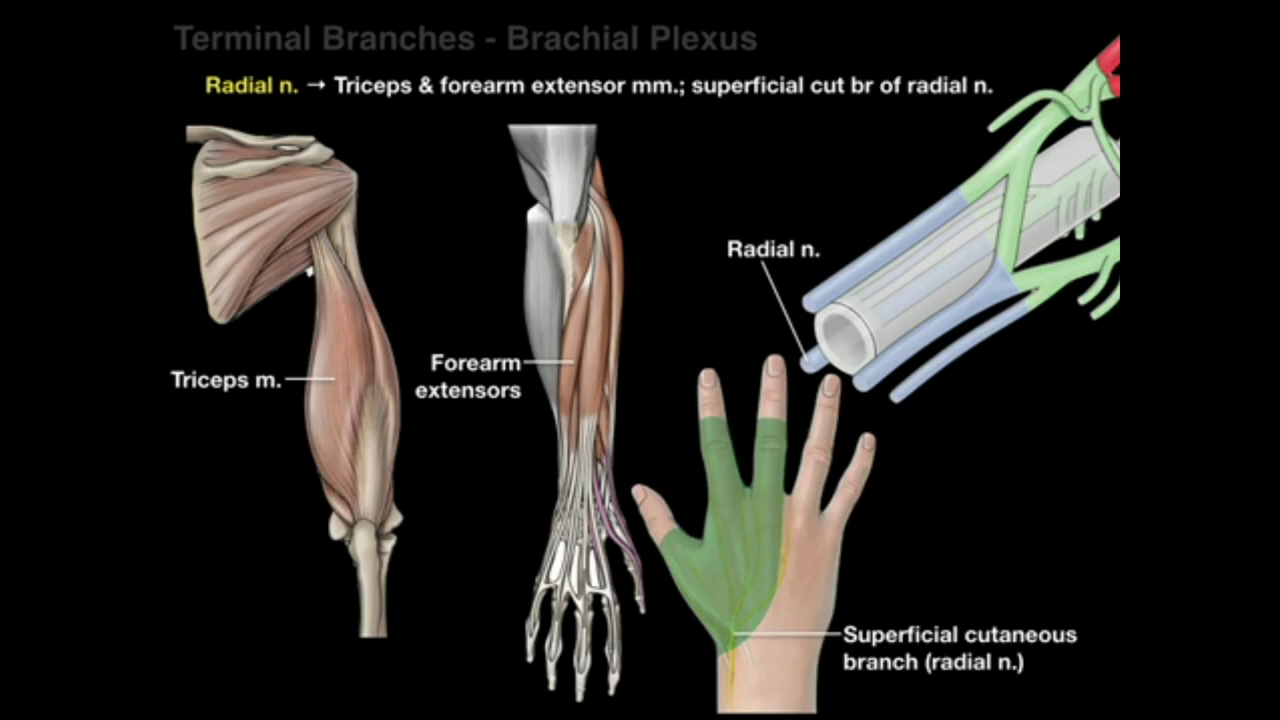 Terminal Branches - Brachial Plexus
Radial n. → Triceps & forearm extensor mm.; superficial cut br of radial n.
Radial n.
Triceps m.
Forearm
extensors
Superficial cutaneous
branch (radial n.)